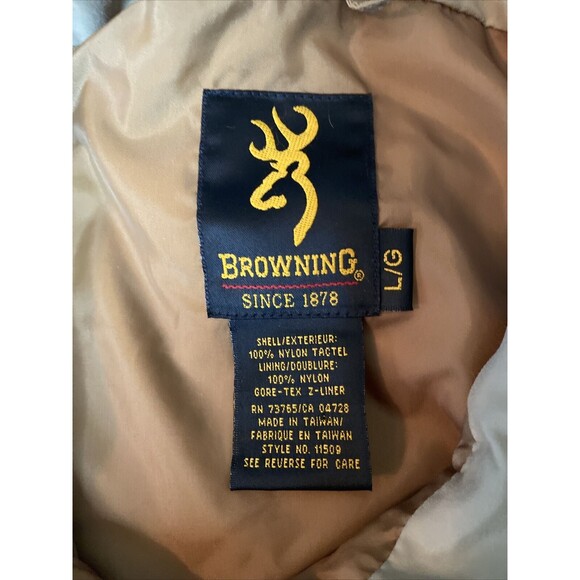 BROWNING®
SINCE 1878
L/G
SHELL/EXTERIEUR:
100% NYLON TACTEL
LINING/DOUBLURE:
100% NYLON
GORE-TEX Z-LINER
RN 73765/CA 04728
MADE IN TAIWAN/
FABRIQUE EN TAIWAN
STYLE NO. 11509
SEE REVERSE FOR CARE